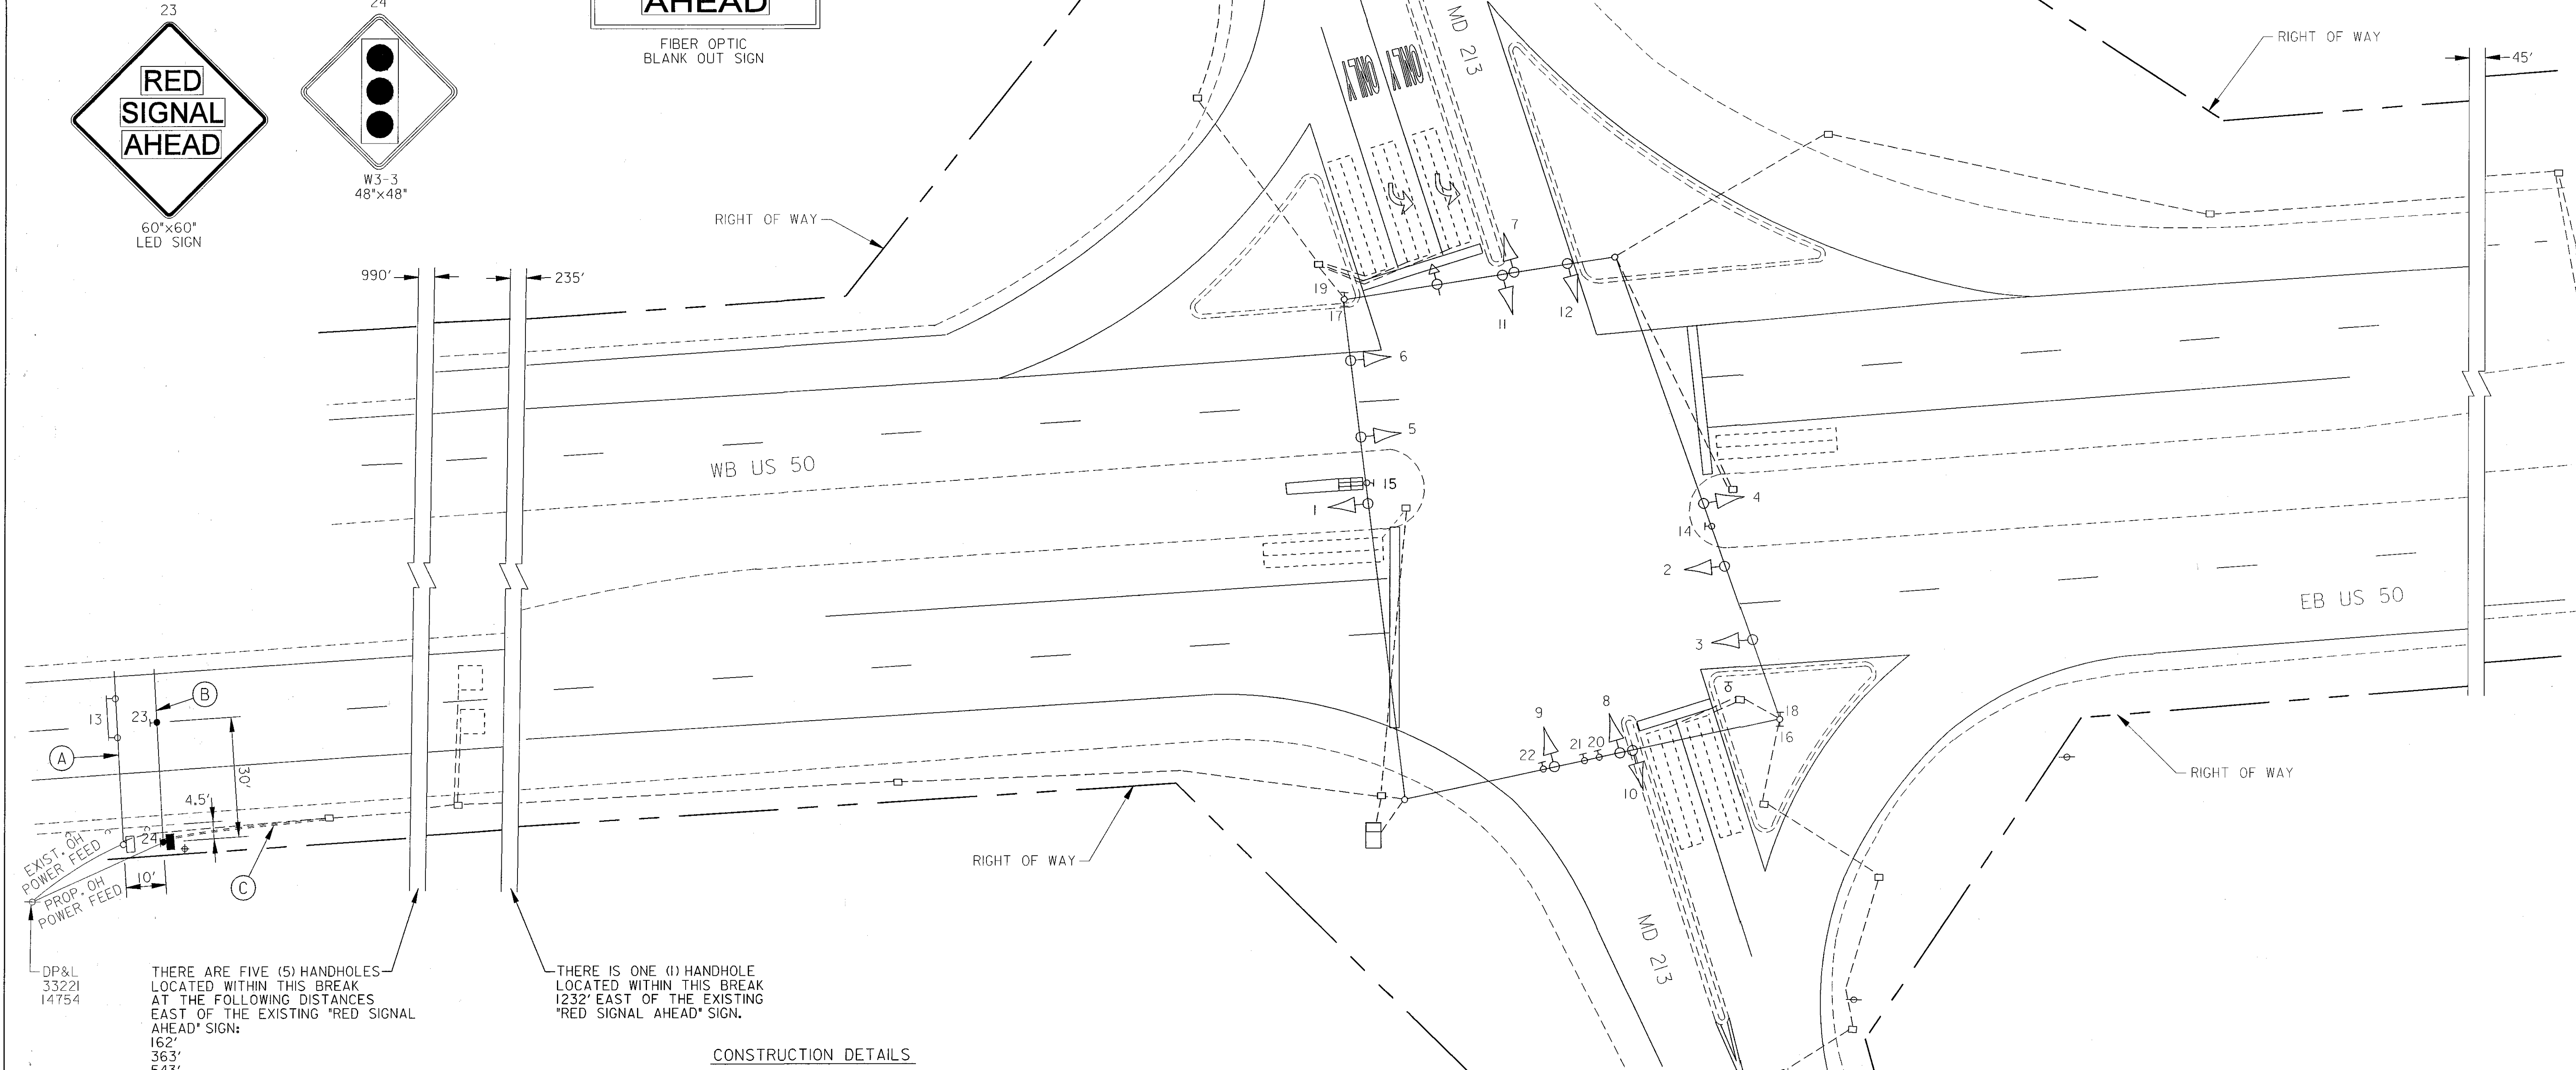 23
24
AHEAD
RED
SIGNAL
AHEAD
FIBER OPTIC
BLANK OUT SIGN
W3-3
48"x48"
60"x60"
LED SIGN
MD 213
ONLY
ONLY
RIGHT OF WAY
45'
RIGHT OF WAY
990'
235'
7
19
17
11
12
6
5
WB US 50
15
1
4
14
2
3
EB US 50
B
23
13
A
30'
4.5'
24
EXIST. OH
POWER FEED
PROP. OH
POWER FEED
10'
C
9
8
22
21
20
10
18
16
RIGHT OF WAY
RIGHT OF WAY
MD 213
DP&L
33221
14754
THERE ARE FIVE (5) HANDHOLES
LOCATED WITHIN THIS BREAK
AT THE FOLLOWING DISTANCES
EAST OF THE EXISTING "RED SIGNAL
AHEAD" SIGN:
162'
363'
543'
THERE IS ONE (1) HANDHOLE
LOCATED WITHIN THIS BREAK
1232' EAST OF THE EXISTING
"RED SIGNAL AHEAD" SIGN.
CONSTRUCTION DETAILS